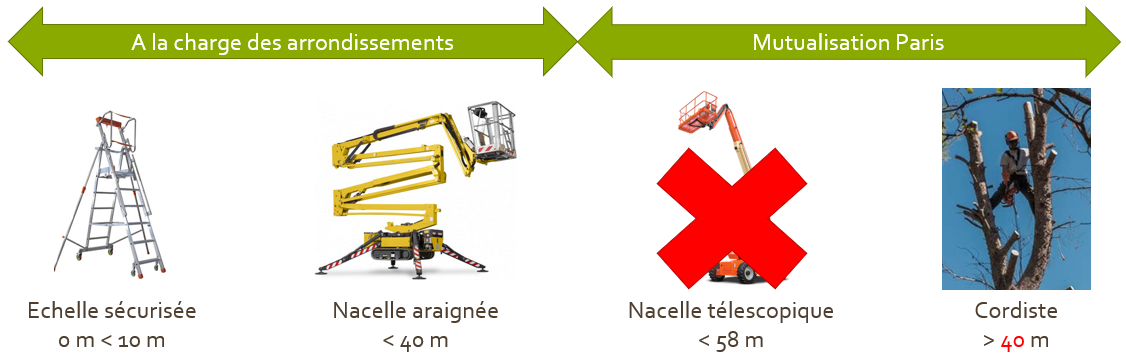 A la charge des arrondissements
Mutualisation Paris
Echelle sécurisée
0 m < 10 m
Nacelle araignée
< 40 m
Nacelle télescopique
< 58 m
Cordiste
> 40 m